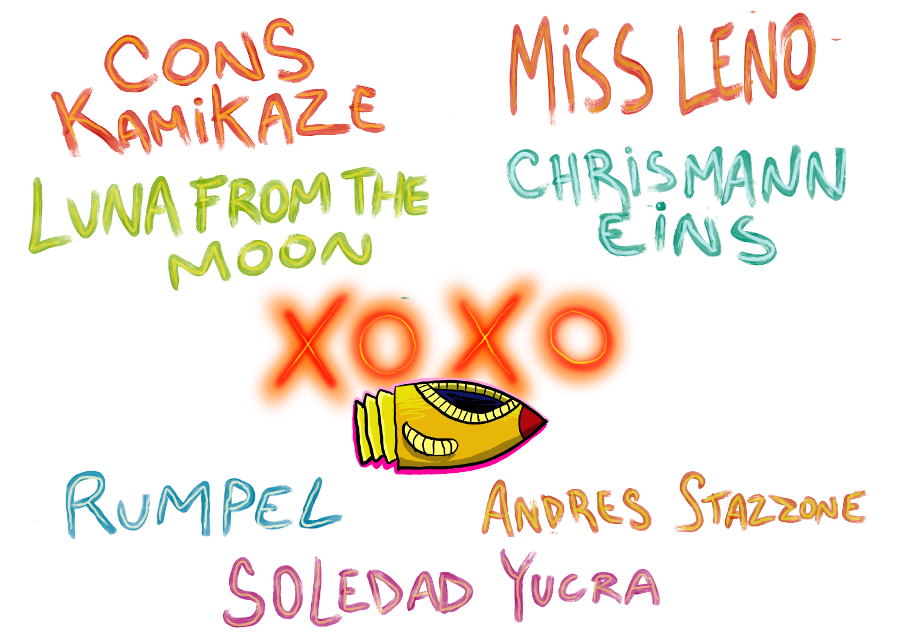 CONS
KAMIKAZE
MiSS LENO
LUNA FROM THE
MOON
CHRiSMANN
EiNS
XOXO
RUMPEL
ANDRES STAZZONE
SOLEDAD YUCRA